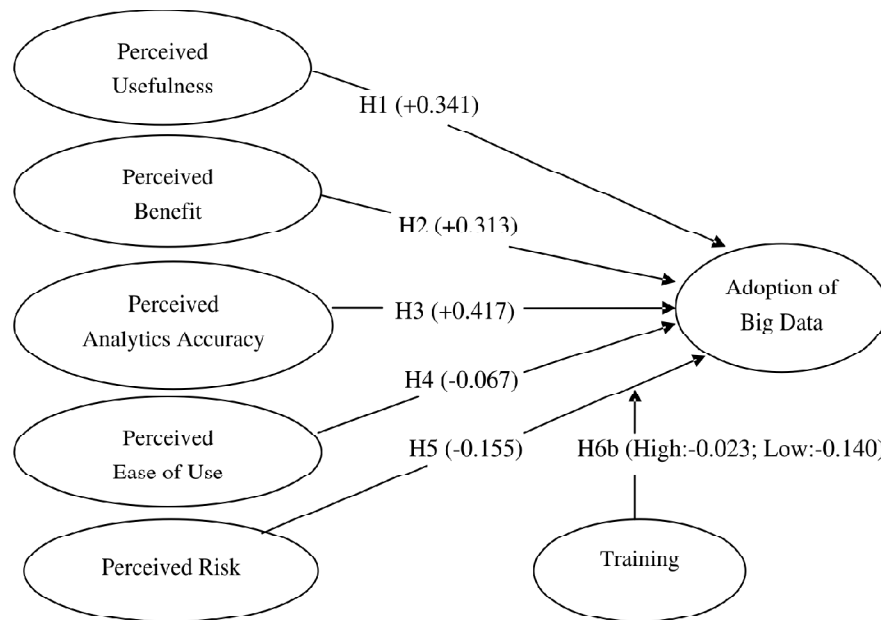 Perceived
Usefulness
H1 (+0.341)
Perceived
Benefit
H2 (+0.313)
Adoption of
Big Data
Perceived
Analytics Accuracy
H3 (+0.417)
H4 (-0.067)
Perceived
Ease of Use
H5 (-0.155)
H6b (High:-0.023; Low:-0.140)
Perceived Risk
Training